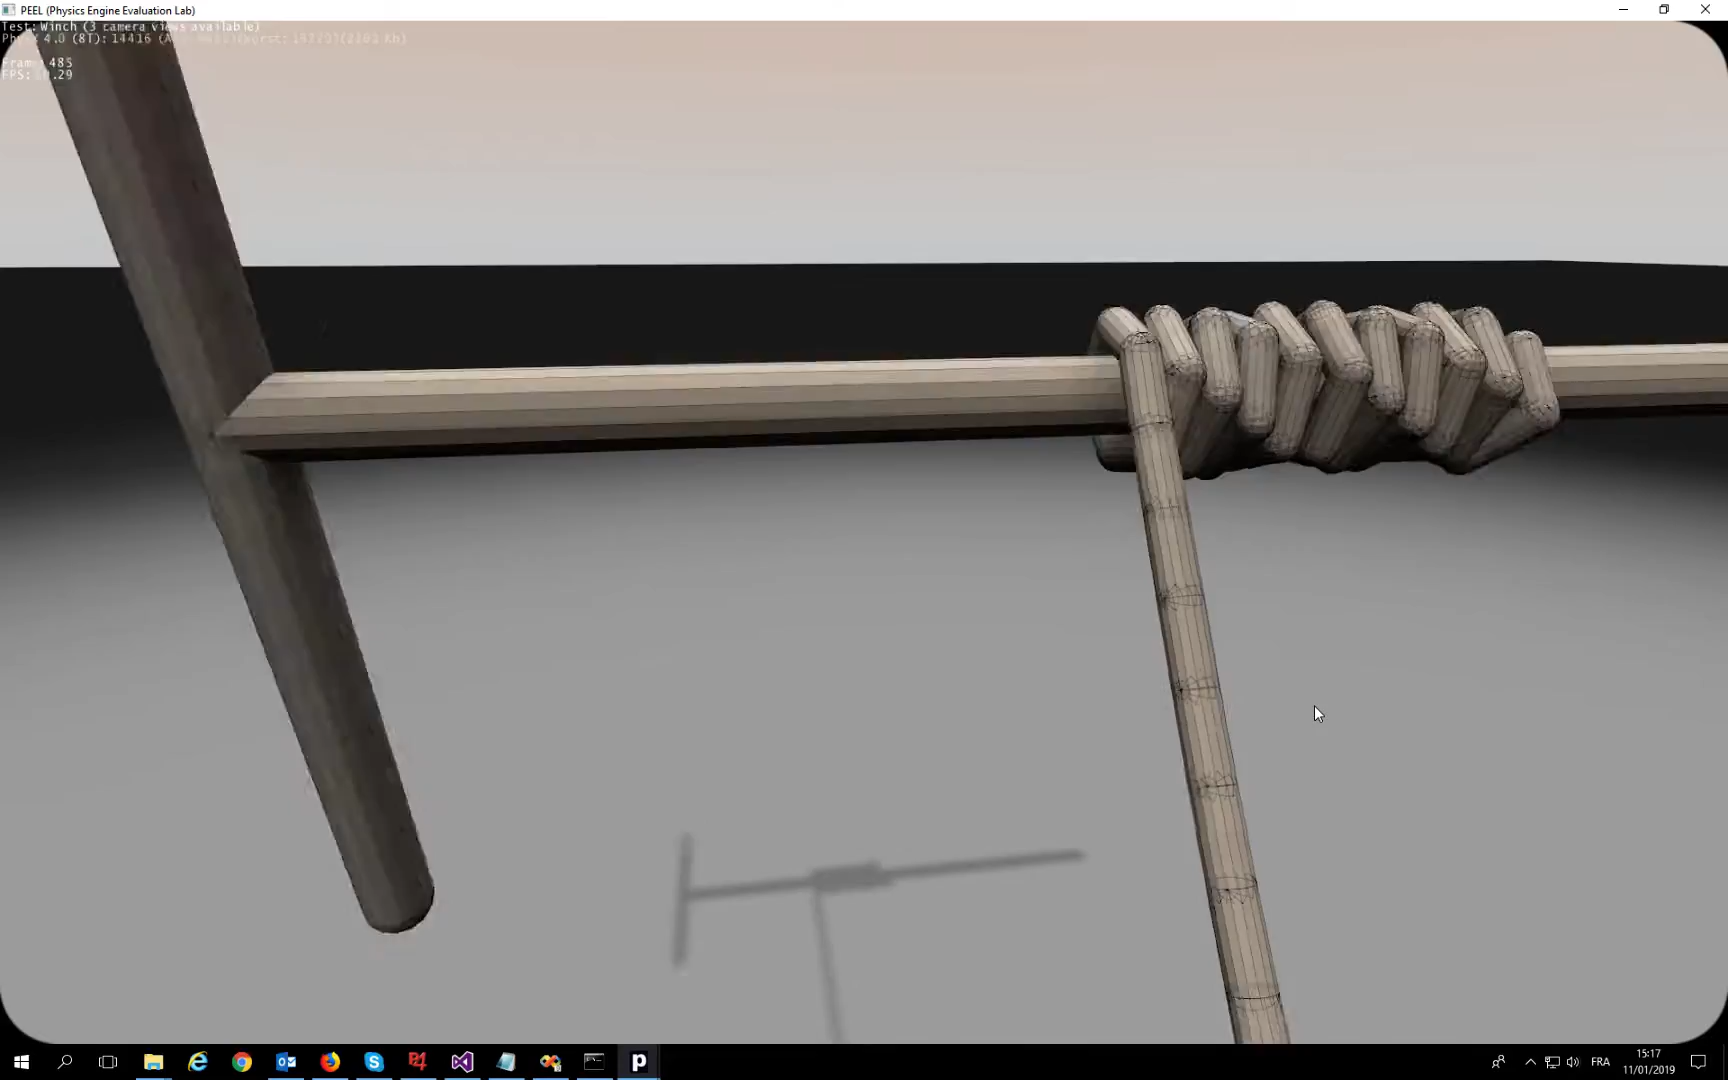 PEEL (Physics Engine Evaluation Lab)
Test: Winch (3 camera views available)
4.0 (8T): 14416
485
FPS:
FRA
15:17
11/01/2019